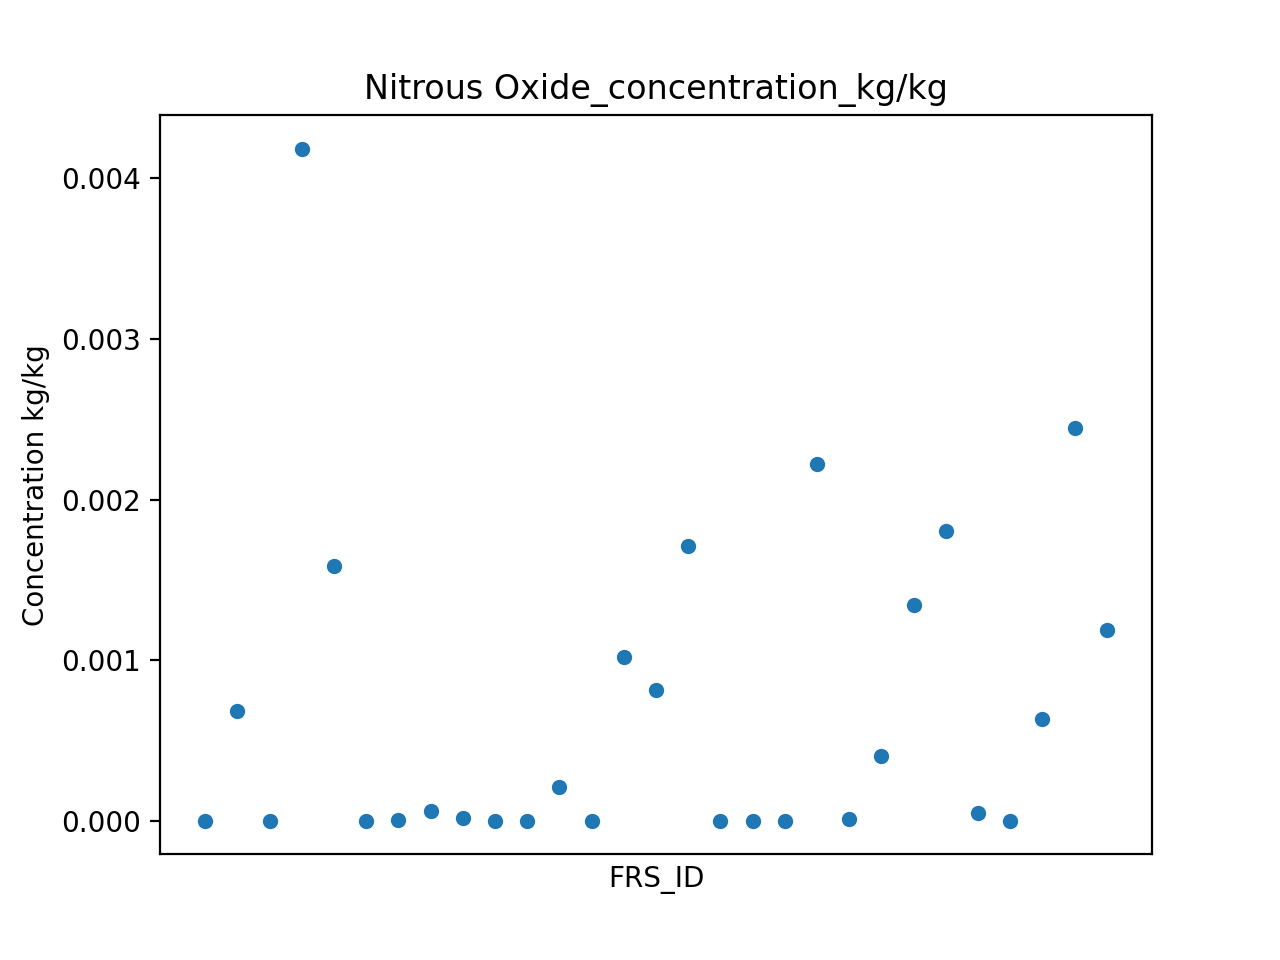 Nitrous Oxide_concentration_kg/kg
0.004
0.003
0.002
0.001
0.000
Concentration kg/kg
FRS_ID